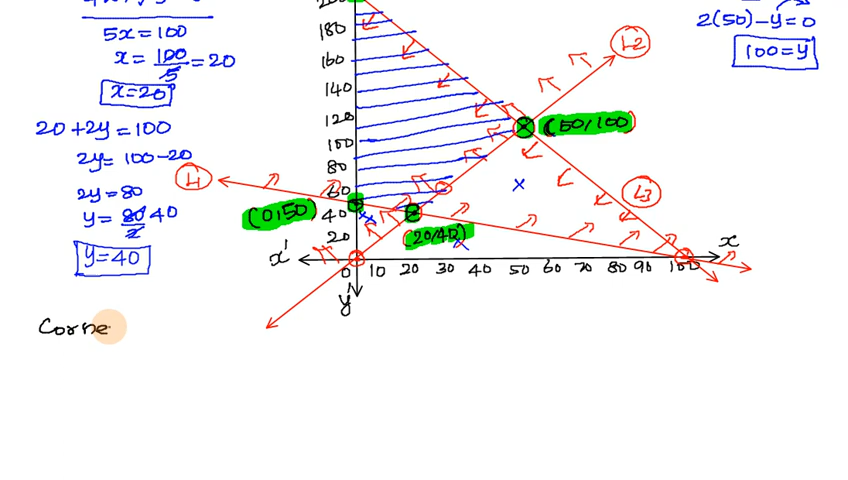 5x = 100
x = 100/5 = 20
x = 20
20 + 2y = 100
2y = 100 - 20
2y = 80
y = 80/2 40
y = 40
2(50) - y = 0
100 = y
L2
L1
L3
200
180
160
140
120
100
80
60
40
20
(50,100)
(0,50)
(20,40)
x'
x
0 10 20 30 40 50 60 70 80 90 100
y'
Corne